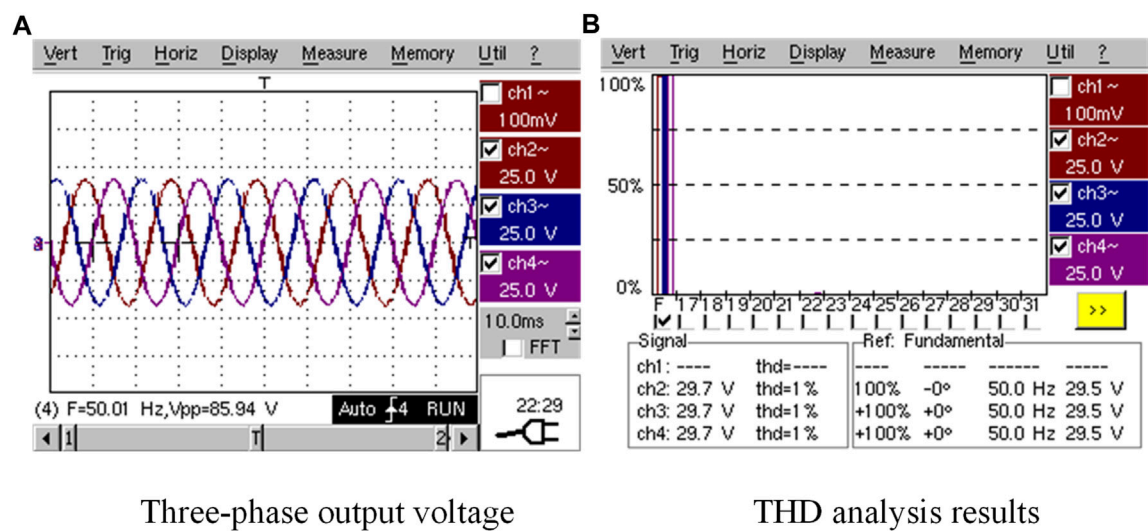 A
Vert Trig Horiz Display Measure Memory Util ?
T
ch1~
100mV
ch2~
25.0 V
ch3~
25.0 V
ch4~
25.0 V
T
10.0ms
FFT
(4) F=50.01 Hz,Vpp=85.94 V
Auto 4 RUN
22:29
1 T 2
Three-phase output voltage
B
Vert Trig Horiz Display Measure Memory Util ?
100%
50%
0%
ch1~
100mV
ch2~
25.0 V
ch3~
25.0 V
ch4~
25.0 V
F 17 18 19 20 21 22 23 24 25 26 27 28 29 30 31
>>
Signal
ch1: ---- thd=----
ch2: 29.7 V thd=1%
ch3: 29.7 V thd=1%
ch4: 29.7 V thd=1%
Ref: Fundamental
---- ----- ------ -----
100% -0° 50.0 Hz 29.5 V
+100% +0° 50.0 Hz 29.5 V
+100% +0° 50.0 Hz 29.5 V
THD analysis results